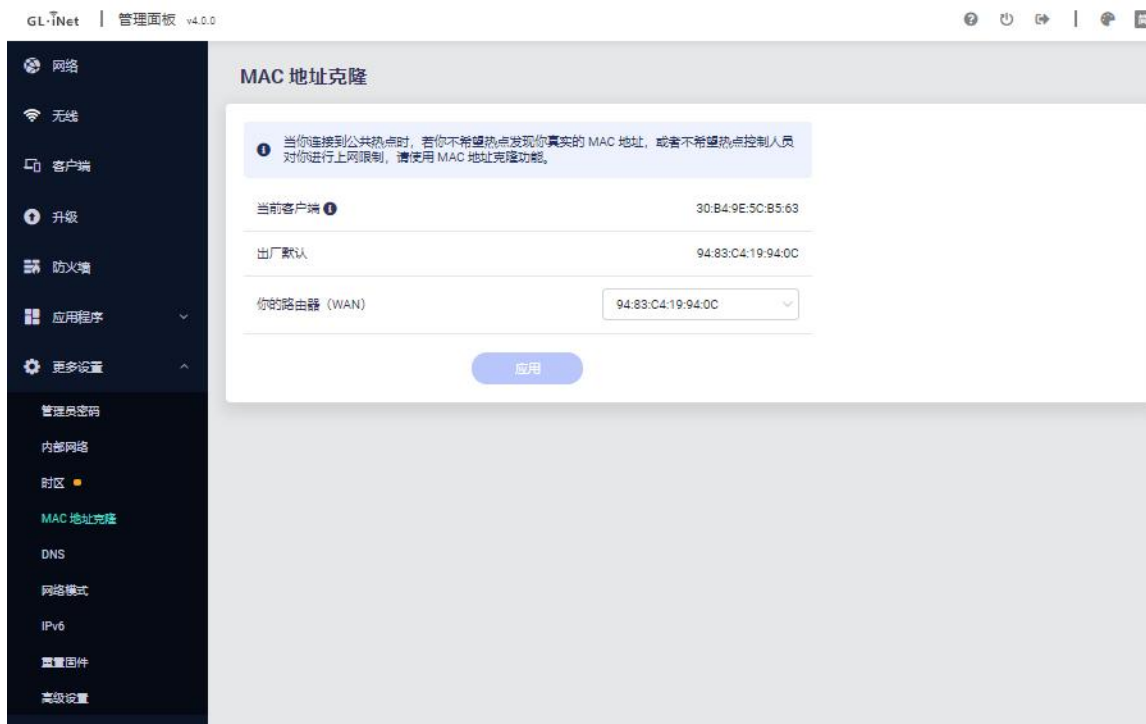 GL·iNet | 管理面板 v4.0.0
网络
无线
客户端
升级
防火墙
应用程序
更多设置
管理员密码
内部网络
时区
MAC 地址克隆
DNS
网络模式
IPv6
重置固件
高级设置
MAC 地址克隆
当你连接到公共热点时，若你不希望热点发现你真实的 MAC 地址，或者不希望热点控制人员
对你进行上网限制，请使用 MAC 地址克隆功能。
当前客户端 30:B4:9E:5C:B5:63
出厂默认 94:83:C4:19:94:0C
你的路由器（WAN） 94:83:C4:19:94:0C
应用